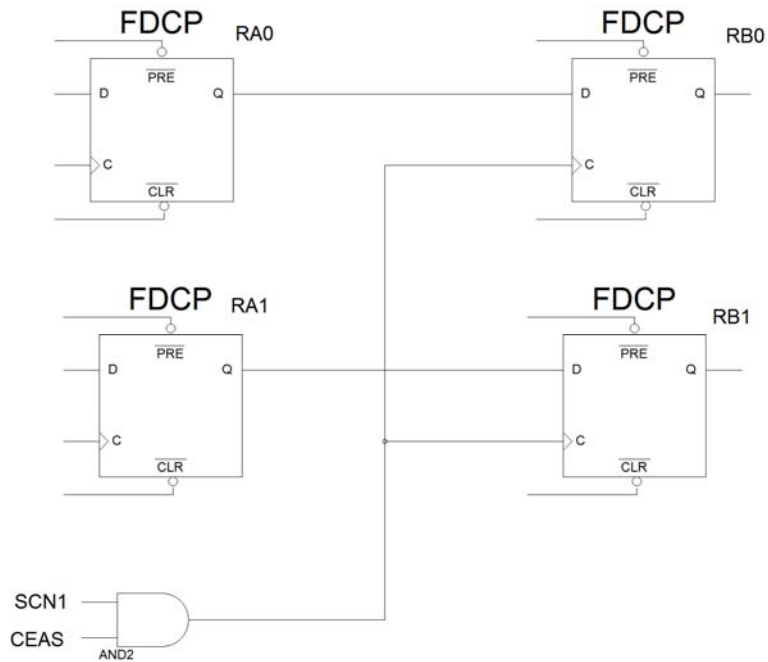 FDCP RA0
PRE
D Q
C
CLR
FDCP RB0
PRE
D Q
C
CLR
FDCP RA1
PRE
D Q
C
CLR
FDCP RB1
PRE
D Q
C
CLR
SCN1
CEAS
AND2